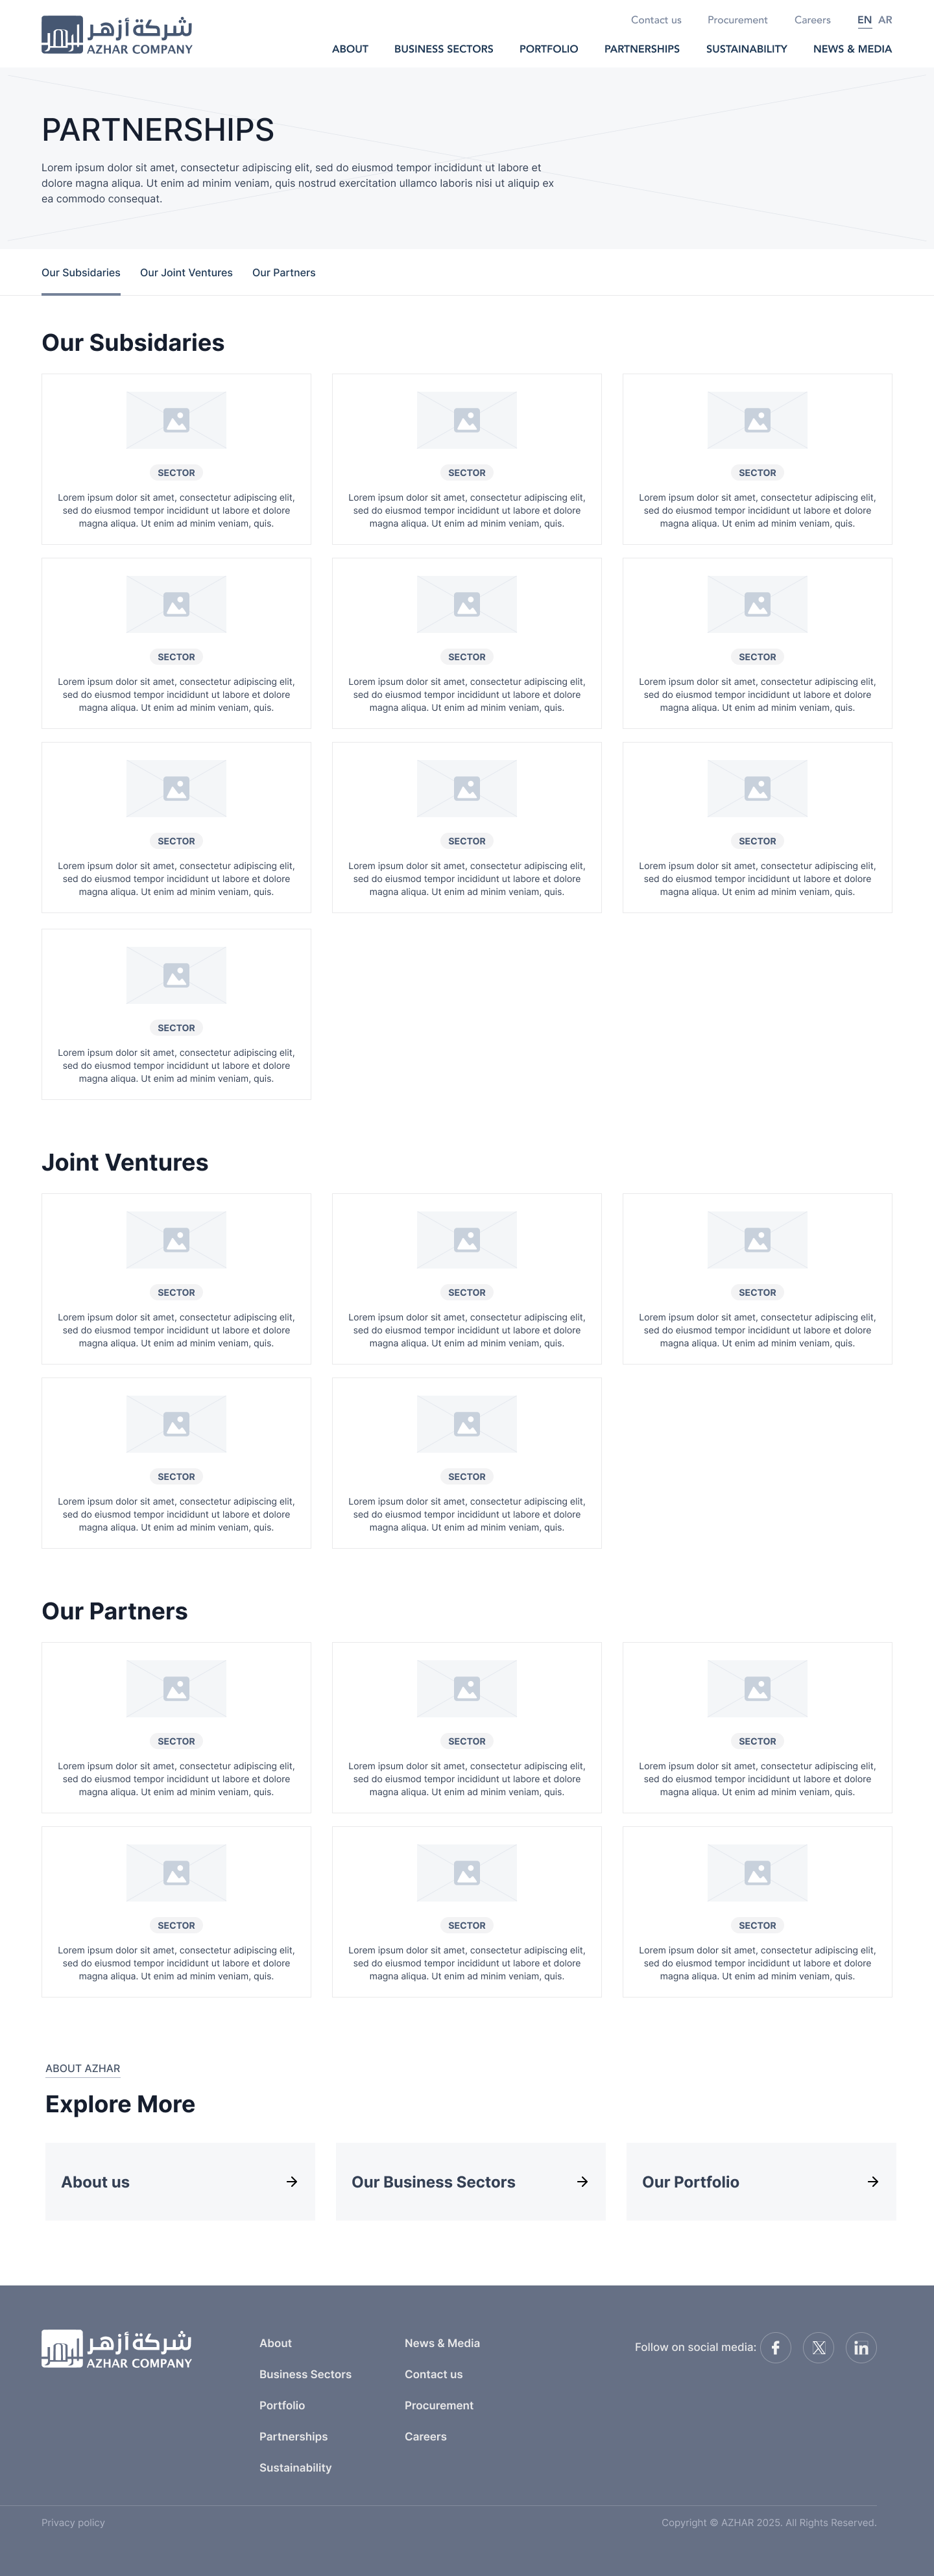 شركة أزهر
AZHAR COMPANY
Contact us Procurement Careers EN AR
ABOUT BUSINESS SECTORS PORTFOLIO PARTNERSHIPS SUSTAINABILITY NEWS & MEDIA
PARTNERSHIPS
Lorem ipsum dolor sit amet, consectetur adipiscing elit, sed do eiusmod tempor incididunt ut labore et
dolore magna aliqua. Ut enim ad minim veniam, quis nostrud exercitation ullamco laboris nisi ut aliquip ex
ea commodo consequat.
Our Subsidaries Our Joint Ventures Our Partners
Our Subsidaries
SECTOR
Lorem ipsum dolor sit amet, consectetur adipiscing elit,
sed do eiusmod tempor incididunt ut labore et dolore
magna aliqua. Ut enim ad minim veniam, quis.
SECTOR
Lorem ipsum dolor sit amet, consectetur adipiscing elit,
sed do eiusmod tempor incididunt ut labore et dolore
magna aliqua. Ut enim ad minim veniam, quis.
SECTOR
Lorem ipsum dolor sit amet, consectetur adipiscing elit,
sed do eiusmod tempor incididunt ut labore et dolore
magna aliqua. Ut enim ad minim veniam, quis.
SECTOR
Lorem ipsum dolor sit amet, consectetur adipiscing elit,
sed do eiusmod tempor incididunt ut labore et dolore
magna aliqua. Ut enim ad minim veniam, quis.
SECTOR
Lorem ipsum dolor sit amet, consectetur adipiscing elit,
sed do eiusmod tempor incididunt ut labore et dolore
magna aliqua. Ut enim ad minim veniam, quis.
SECTOR
Lorem ipsum dolor sit amet, consectetur adipiscing elit,
sed do eiusmod tempor incididunt ut labore et dolore
magna aliqua. Ut enim ad minim veniam, quis.
SECTOR
Lorem ipsum dolor sit amet, consectetur adipiscing elit,
sed do eiusmod tempor incididunt ut labore et dolore
magna aliqua. Ut enim ad minim veniam, quis.
SECTOR
Lorem ipsum dolor sit amet, consectetur adipiscing elit,
sed do eiusmod tempor incididunt ut labore et dolore
magna aliqua. Ut enim ad minim veniam, quis.
SECTOR
Lorem ipsum dolor sit amet, consectetur adipiscing elit,
sed do eiusmod tempor incididunt ut labore et dolore
magna aliqua. Ut enim ad minim veniam, quis.
SECTOR
Lorem ipsum dolor sit amet, consectetur adipiscing elit,
sed do eiusmod tempor incididunt ut labore et dolore
magna aliqua. Ut enim ad minim veniam, quis.
Joint Ventures
SECTOR
Lorem ipsum dolor sit amet, consectetur adipiscing elit,
sed do eiusmod tempor incididunt ut labore et dolore
magna aliqua. Ut enim ad minim veniam, quis.
SECTOR
Lorem ipsum dolor sit amet, consectetur adipiscing elit,
sed do eiusmod tempor incididunt ut labore et dolore
magna aliqua. Ut enim ad minim veniam, quis.
SECTOR
Lorem ipsum dolor sit amet, consectetur adipiscing elit,
sed do eiusmod tempor incididunt ut labore et dolore
magna aliqua. Ut enim ad minim veniam, quis.
SECTOR
Lorem ipsum dolor sit amet, consectetur adipiscing elit,
sed do eiusmod tempor incididunt ut labore et dolore
magna aliqua. Ut enim ad minim veniam, quis.
SECTOR
Lorem ipsum dolor sit amet, consectetur adipiscing elit,
sed do eiusmod tempor incididunt ut labore et dolore
magna aliqua. Ut enim ad minim veniam, quis.
Our Partners
SECTOR
Lorem ipsum dolor sit amet, consectetur adipiscing elit,
sed do eiusmod tempor incididunt ut labore et dolore
magna aliqua. Ut enim ad minim veniam, quis.
SECTOR
Lorem ipsum dolor sit amet, consectetur adipiscing elit,
sed do eiusmod tempor incididunt ut labore et dolore
magna aliqua. Ut enim ad minim veniam, quis.
SECTOR
Lorem ipsum dolor sit amet, consectetur adipiscing elit,
sed do eiusmod tempor incididunt ut labore et dolore
magna aliqua. Ut enim ad minim veniam, quis.
SECTOR
Lorem ipsum dolor sit amet, consectetur adipiscing elit,
sed do eiusmod tempor incididunt ut labore et dolore
magna aliqua. Ut enim ad minim veniam, quis.
SECTOR
Lorem ipsum dolor sit amet, consectetur adipiscing elit,
sed do eiusmod tempor incididunt ut labore et dolore
magna aliqua. Ut enim ad minim veniam, quis.
SECTOR
Lorem ipsum dolor sit amet, consectetur adipiscing elit,
sed do eiusmod tempor incididunt ut labore et dolore
magna aliqua. Ut enim ad minim veniam, quis.
ABOUT AZHAR
Explore More
About us
Our Business Sectors
Our Portfolio
شركة أزهر
AZHAR COMPANY
About
Business Sectors
Portfolio
Partnerships
Sustainability
News & Media
Contact us
Procurement
Careers
Follow on social media:
Privacy policy
Copyright © AZHAR 2025. All Rights Reserved.